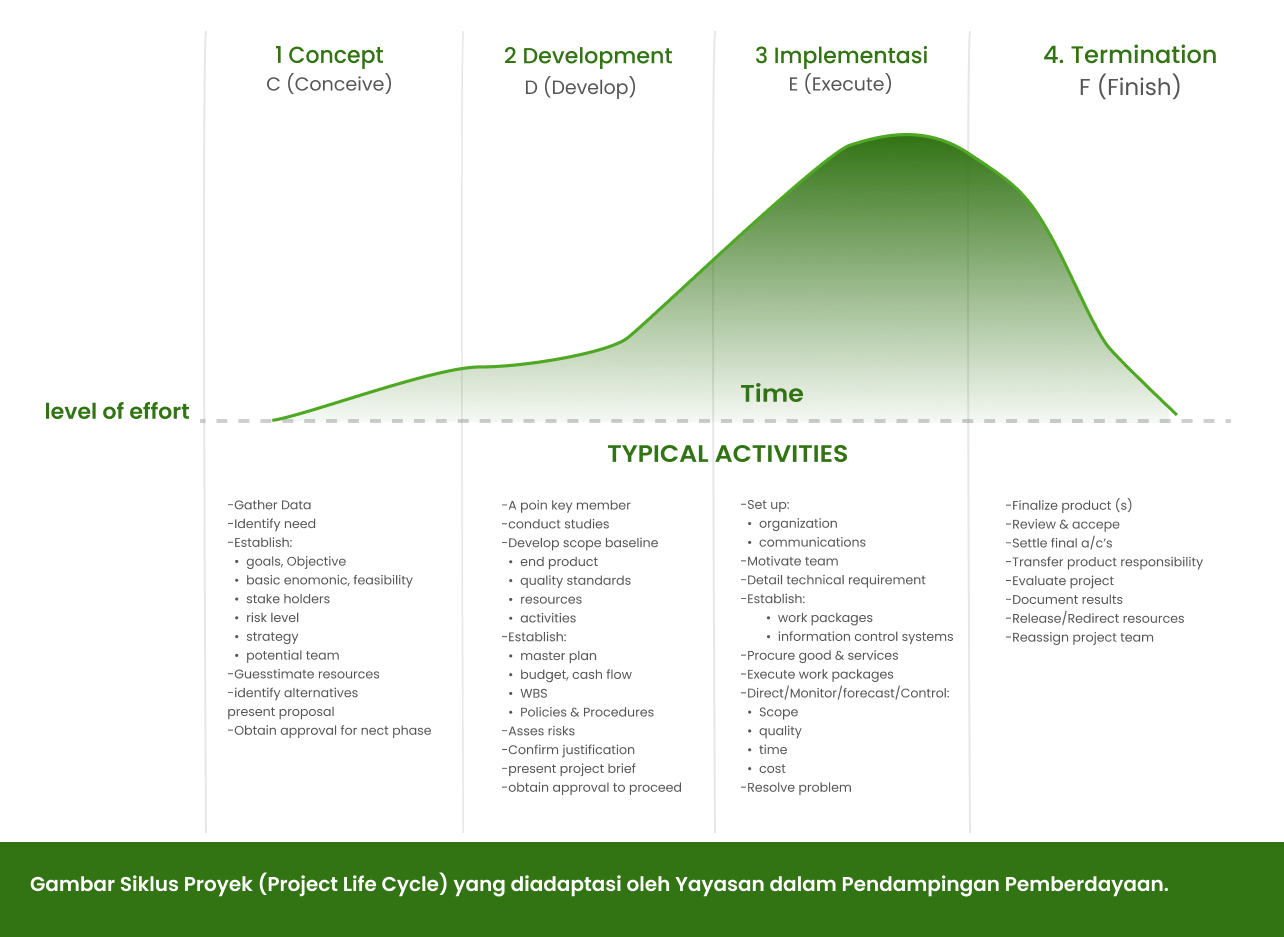 1 Concept
C (Conceive)
2 Development
D (Develop)
3 Implementasi
E (Execute)
4. Termination
F (Finish)
level of effort
Time
TYPICAL ACTIVITIES
-Gather Data
-Identify need
-Establish:
• goals, Objective
• basic enomonic, feasibility
• stake holders
• risk level
• strategy
• potential team
-Guesstimate resources
-identify alternatives
present proposal
-Obtain approval for nect phase
-A poin key member
-conduct studies
-Develop scope baseline
• end product
• quality standards
• resources
• activities
-Establish:
• master plan
• budget, cash flow
• WBS
• Policies & Procedures
-Asses risks
-Confirm justification
-present project brief
-obtain approval to proceed
-Set up:
• organization
• communications
-Motivate team
-Detail technical requirement
-Establish:
• work packages
• information control systems
-Procure good & services
-Execute work packages
-Direct/Monitor/forecast/Control:
• Scope
• quality
• time
• cost
-Resolve problem
-Finalize product (s)
-Review & accepe
-Settle final a/c's
-Transfer product responsibility
-Evaluate project
-Document results
-Release/Redirect resources
-Reassign project team
Gambar Siklus Proyek (Project Life Cycle) yang diadaptasi oleh Yayasan dalam Pendampingan Pemberdayaan.